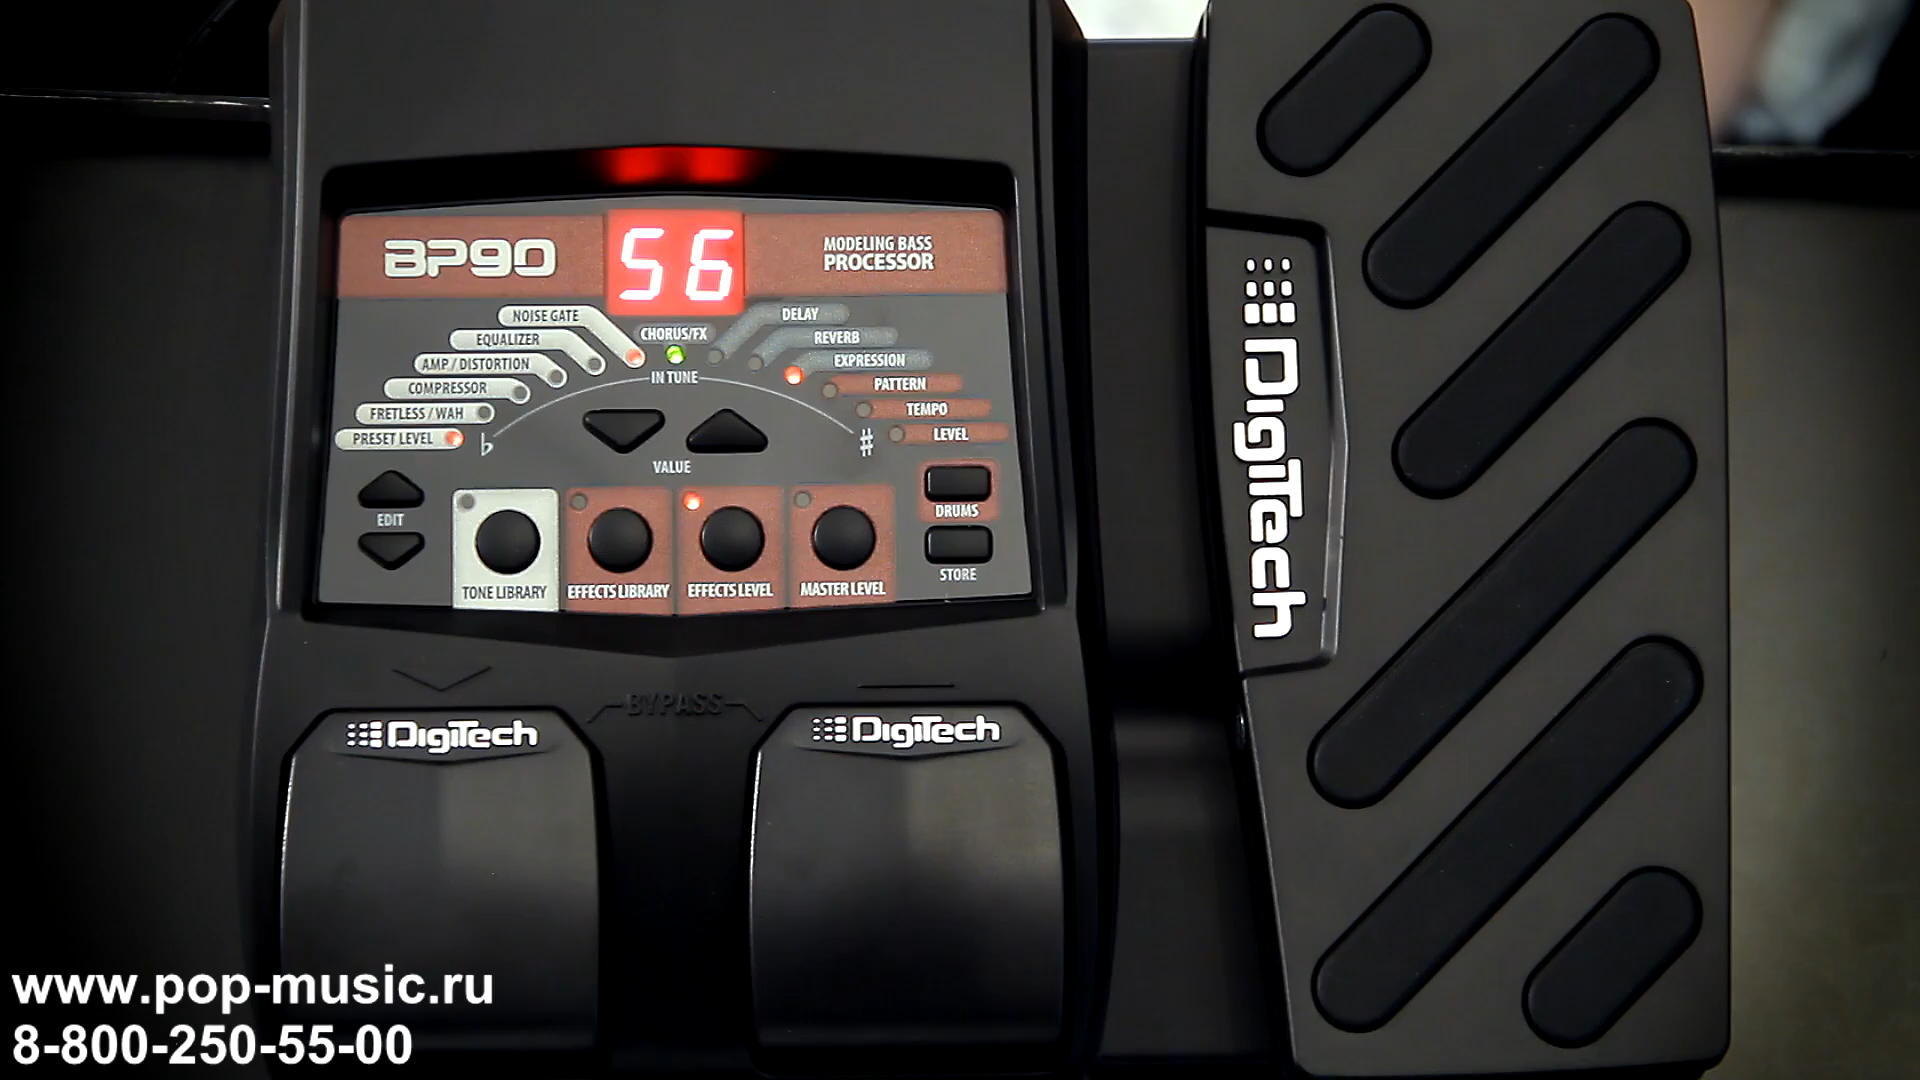 BP90
56
MODELING BASS
PROCESSOR
NOISE GATE
EQUALIZER
AMP / DISTORTION
COMPRESSOR
FRETLESS / WAH
PRESET LEVEL
CHORUS/FX
IN TUNE
DELAY
REVERB
EXPRESSION
PATTERN
TEMPO
LEVEL
♭
♯
VALUE
EDIT
TONE LIBRARY
EFFECTS LIBRARY
EFFECTS LEVEL
MASTER LEVEL
DRUMS
STORE
BYPASS
DigiTech
DigiTech
DigiTech
www.pop-music.ru
8-800-250-55-00